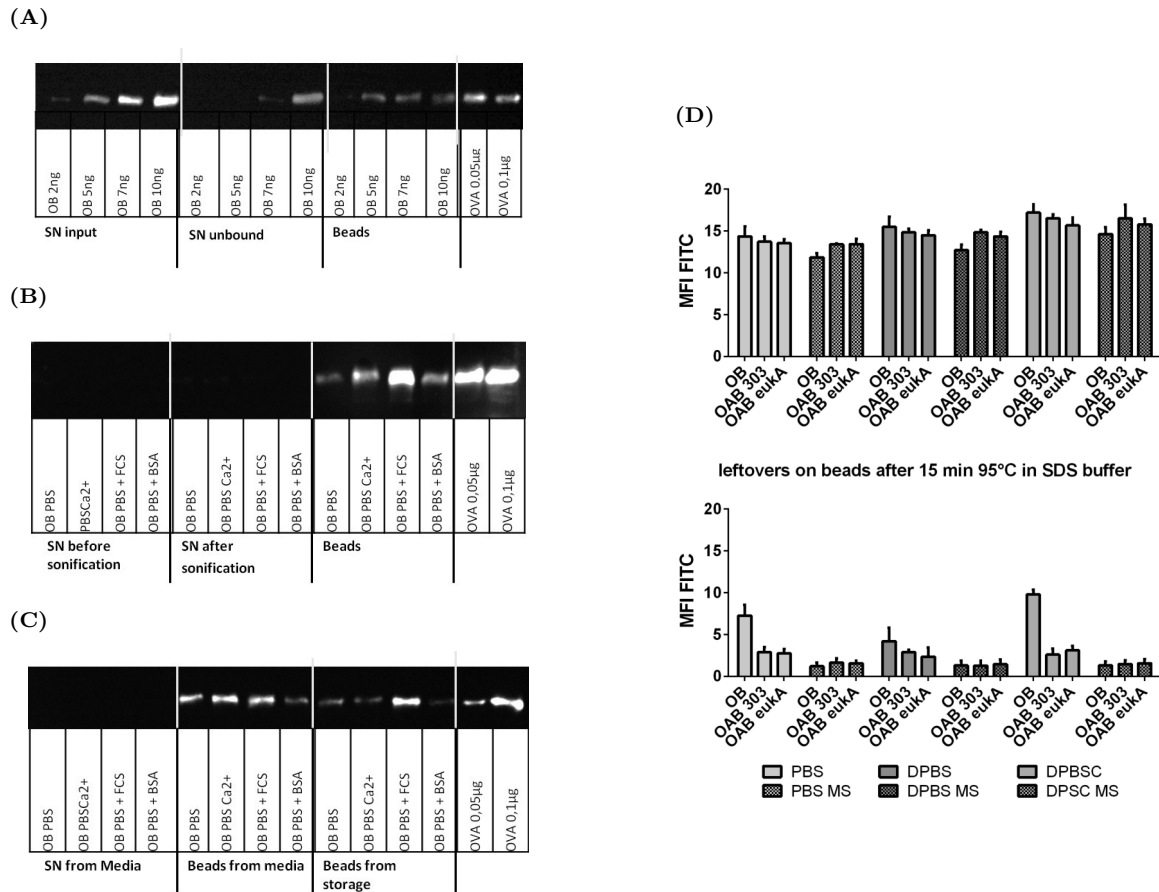 (A)
OB 2ng
OB 5ng
OB 7ng
OB 10ng
OB 2ng
OB 5ng
OB 7ng
OB 10ng
OB 2ng
OB 5ng
OB 7ng
OB 10ng
OVA 0.05µg
OVA 0,1µg
SN input
SN unbound
Beads
(B)
OB PBS
PBSCa2+
OB PBS + FCS
OB PBS + BSA
OB PBS
OB PBS Ca2+
OB PBS + FCS
OB PBS + BSA
OB PBS
OB PBS Ca2+
OB PBS + FCS
OB PBS + BSA
OVA 0,05µg
OVA 0,1µg
SN before
sonification
SN after
sonification
Beads
(C)
OB PBS
OB PBSCa2+
OB PBS + FCS
OB PBS + BSA
OB PBS
OB PBS Ca2+
OB PBS + FCS
OB PBS + BSA
OB PBS
OB PBS Ca2+
OB PBS + FCS
OB PBS + BSA
OVA 0,05µg
OVA 0,1µg
SN from Media
Beads from media
Beads from
storage
(D)
MFI FITC
20
15
10
5
0
OB
OAB 303
OAB eukA
OB
OAB 303
OAB eukA
OB
OAB 303
OAB eukA
OB
OAB 303
OAB eukA
OB
OAB 303
OAB eukA
OB
OAB 303
OAB eukA
leftovers on beads after 15 min 95°C in SDS buffer
MFI FITC
20
15
10
5
0
OB
OAB 303
OAB eukA
OB
OAB 303
OAB eukA
OB
OAB 303
OAB eukA
OB
OAB 303
OAB eukA
OB
OAB 303
OAB eukA
OB
OAB 303
OAB eukA
PBS
DPBS
DPBSC
PBS MS
DPBS MS
DPSC MS